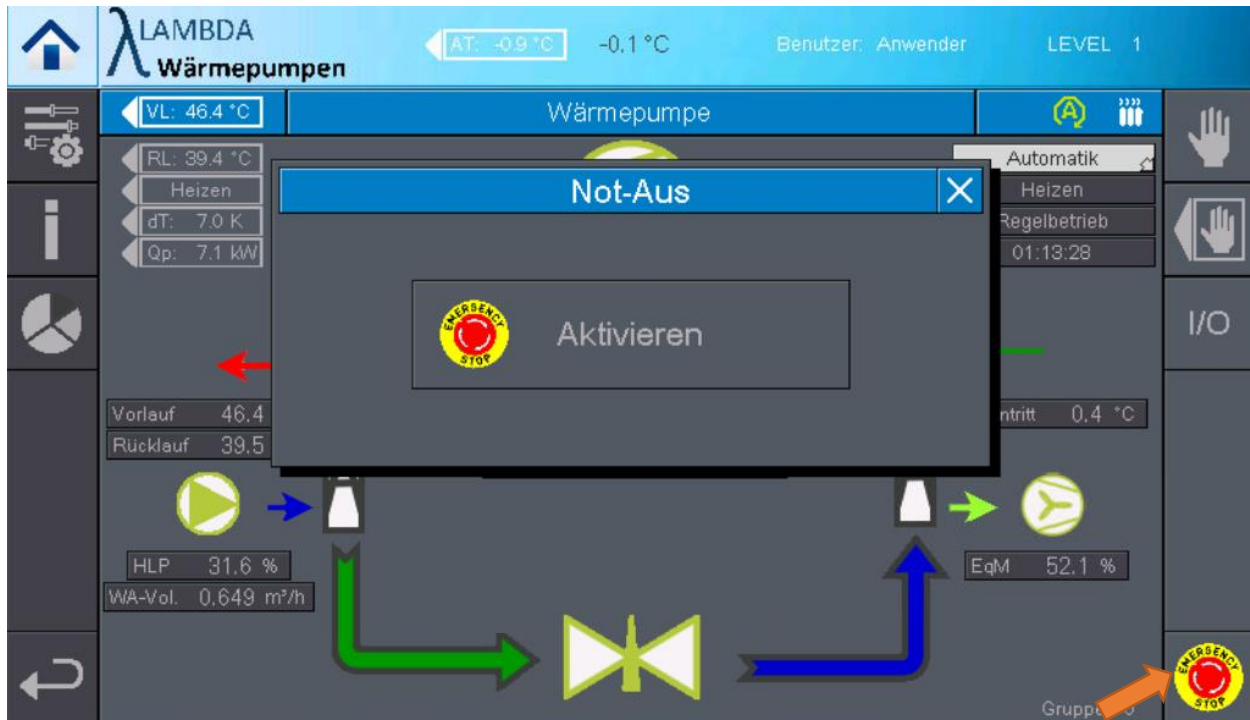 LAMBDA
Wärmepumpen
AT: -0.9 °C
-0.1 °C
Benutzer: Anwender
LEVEL 1
VL: 46.4 °C
Wärmepumpe
RL: 39.4 °C
Heizen
dT: 7.0 K
Qp: 7.1 kW
Automatik
Heizen
Regelbetrieb
01:13:28
Not-Aus
EMERGENCY
STOP
Aktivieren
I/O
Vorlauf 46.4
Rücklauf 39.5
0.4 °C
HLP 31.6 %
WA-Vol. 0.649 m³/h
EqM 52.1 %
EMERGENCY
STOP